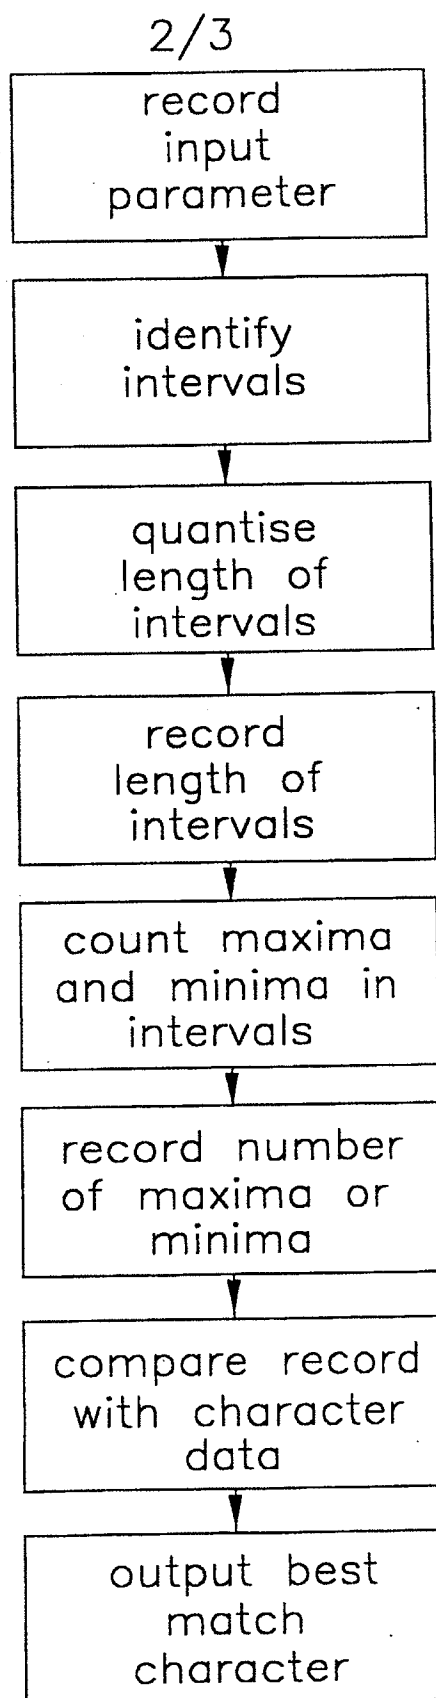 2/3
record
input
parameter
identify
intervals
quantise
length of
intervals
record
length of
intervals
count maxima
and minima in
intervals
record number
of maxima or
minima
compare record
with character
data
output best
match
character